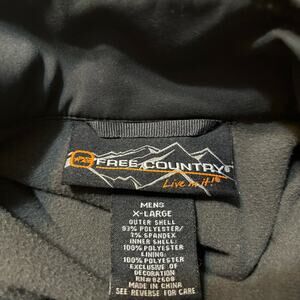 FREE COUNTRY®
Live in it!®
MENS
X-LARGE
OUTER SHELL
93% POLYESTER/
7% SPANDEX
INNER SHELL:
100% POLYESTER
LINING:
100% POLYESTER
EXCLUSIVE OF
DECORATION
RN#82608
MADE IN CHINA
SEE REVERSE FOR CARE